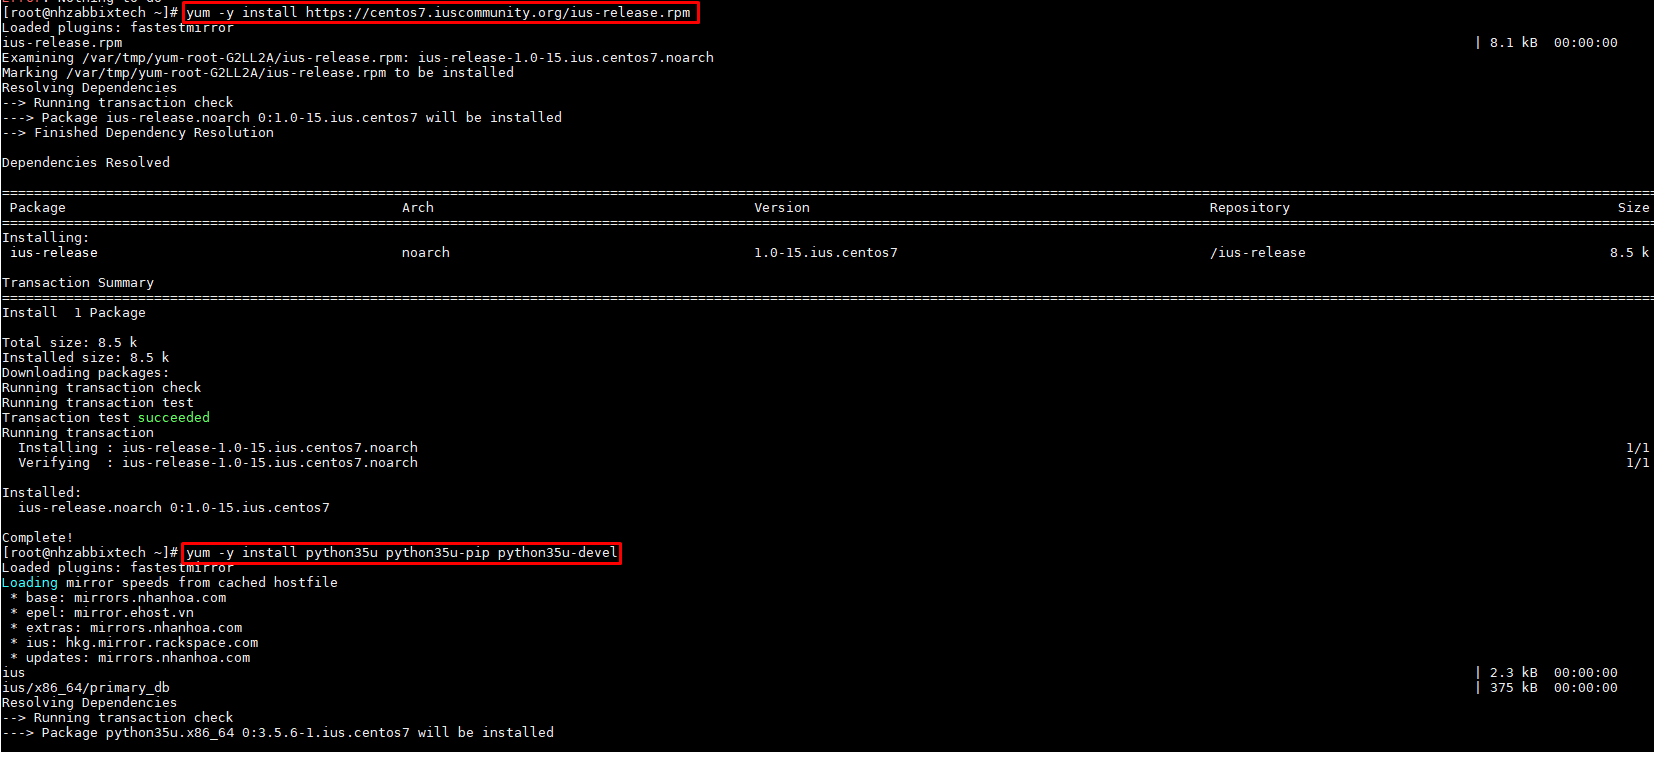 Error: Nothing to do
[root@nhzabbixtech ~]# yum -y install https://centos7.iuscommunity.org/ius-release.rpm
Loaded plugins: fastestmirror
ius-release.rpm | 8.1 kB 00:00:00
Examining /var/tmp/yum-root-G2LL2A/ius-release.rpm: ius-release-1.0-15.ius.centos7.noarch
Marking /var/tmp/yum-root-G2LL2A/ius-release.rpm to be installed
Resolving Dependencies
--> Running transaction check
---> Package ius-release.noarch 0:1.0-15.ius.centos7 will be installed
--> Finished Dependency Resolution
Dependencies Resolved
Package Arch Version Repository Size
Installing:
ius-release noarch 1.0-15.ius.centos7 /ius-release 8.5 k
Transaction Summary
Install 1 Package
Total size: 8.5 k
Installed size: 8.5 k
Downloading packages:
Running transaction check
Running transaction test
Transaction test succeeded
Running transaction
Installing : ius-release-1.0-15.ius.centos7.noarch 1/1
Verifying : ius-release-1.0-15.ius.centos7.noarch 1/1
Installed:
ius-release.noarch 0:1.0-15.ius.centos7
Complete!
[root@nhzabbixtech ~]# yum -y install python35u python35u-pip python35u-devel
Loaded plugins: fastestmirror
Loading mirror speeds from cached hostfile
* base: mirrors.nhanhoa.com
* epel: mirror.ehost.vn
* extras: mirrors.nhanhoa.com
* ius: hkg.mirror.rackspace.com
* updates: mirrors.nhanhoa.com
ius | 2.3 kB 00:00:00
ius/x86_64/primary_db | 375 kB 00:00:00
Resolving Dependencies
--> Running transaction check
---> Package python35u.x86_64 0:3.5.6-1.ius.centos7 will be installed